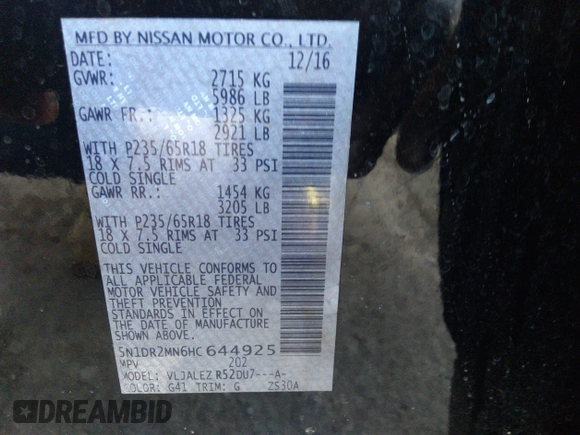 MFD BY NISSAN MOTOR CO., LTD.
DATE: 12/16
GVWR: 2715 KG
5986 LB
GAWR FR.: 1325 KG
2921 LB
WITH P235/65R18 TIRES
18 X 7.5 RIMS AT 33 PSI
COLD SINGLE
GAWR RR.: 1454 KG
3205 LB
WITH P235/65R18 TIRES
18 X 7.5 RIMS AT 33 PSI
COLD SINGLE
THIS VEHICLE CONFORMS TO
ALL APPLICABLE FEDERAL
MOTOR VEHICLE SAFETY AND
THEFT PREVENTION
STANDARDS IN EFFECT ON THE
DATE OF MANUFACTURE
SHOWN ABOVE.
5N1DR2MN6HC644925
MPV 202
MODEL: VLJALEZ R52DU7---A-
COLOR: G41 TRIM: G ZS30A
DREAMBID